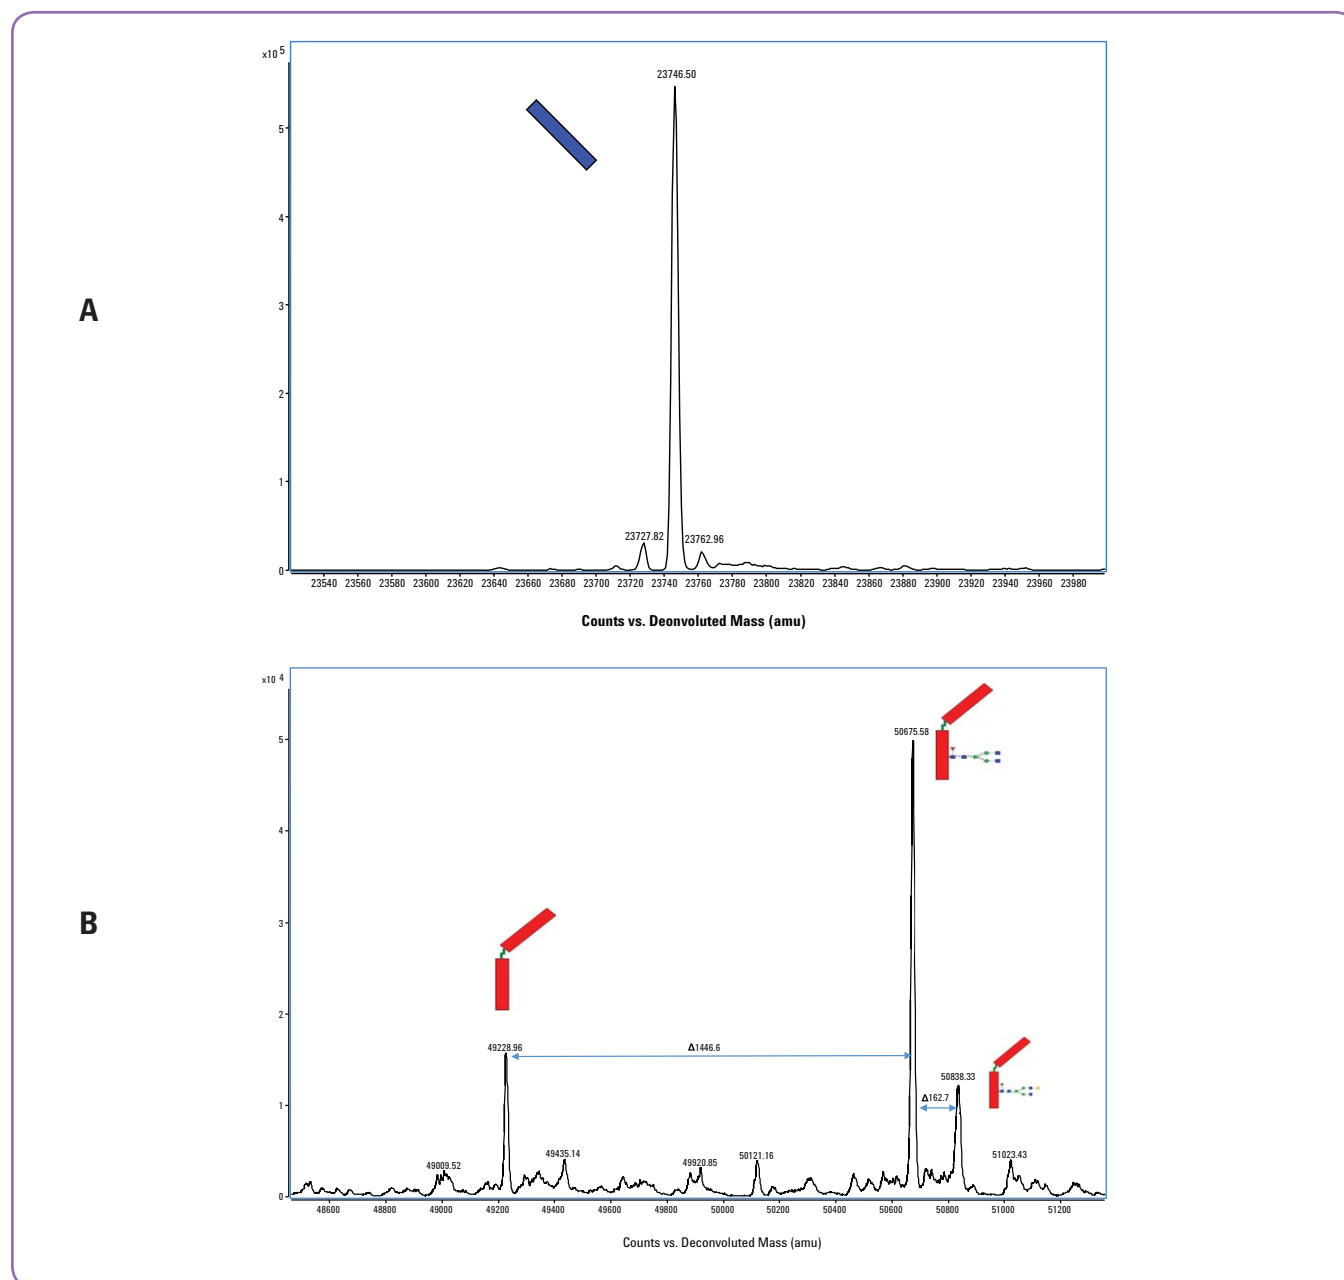 A
x10 5
23746.50
5
4
3
2
1
0
23727.82
23762.96
23540 23560 23580 23600 23620 23640 23660 23680 23700 23720 23740 23760 23780 23800 23820 23840 23860 23880 23900 23920 23940 23960 23980
Counts vs. Deonvoluted Mass (amu)
B
x10 4
50675.58
5
4
3
2
1
0
49228.96
Δ1446.6
50838.33
Δ162.7
49009.52
49435.14
49920.85
50121.16
51023.43
48600 48800 49000 49200 49400 49600 49800 50000 50200 50400 50600 50800 51000 51200
Counts vs. Deconvoluted Mass (amu)